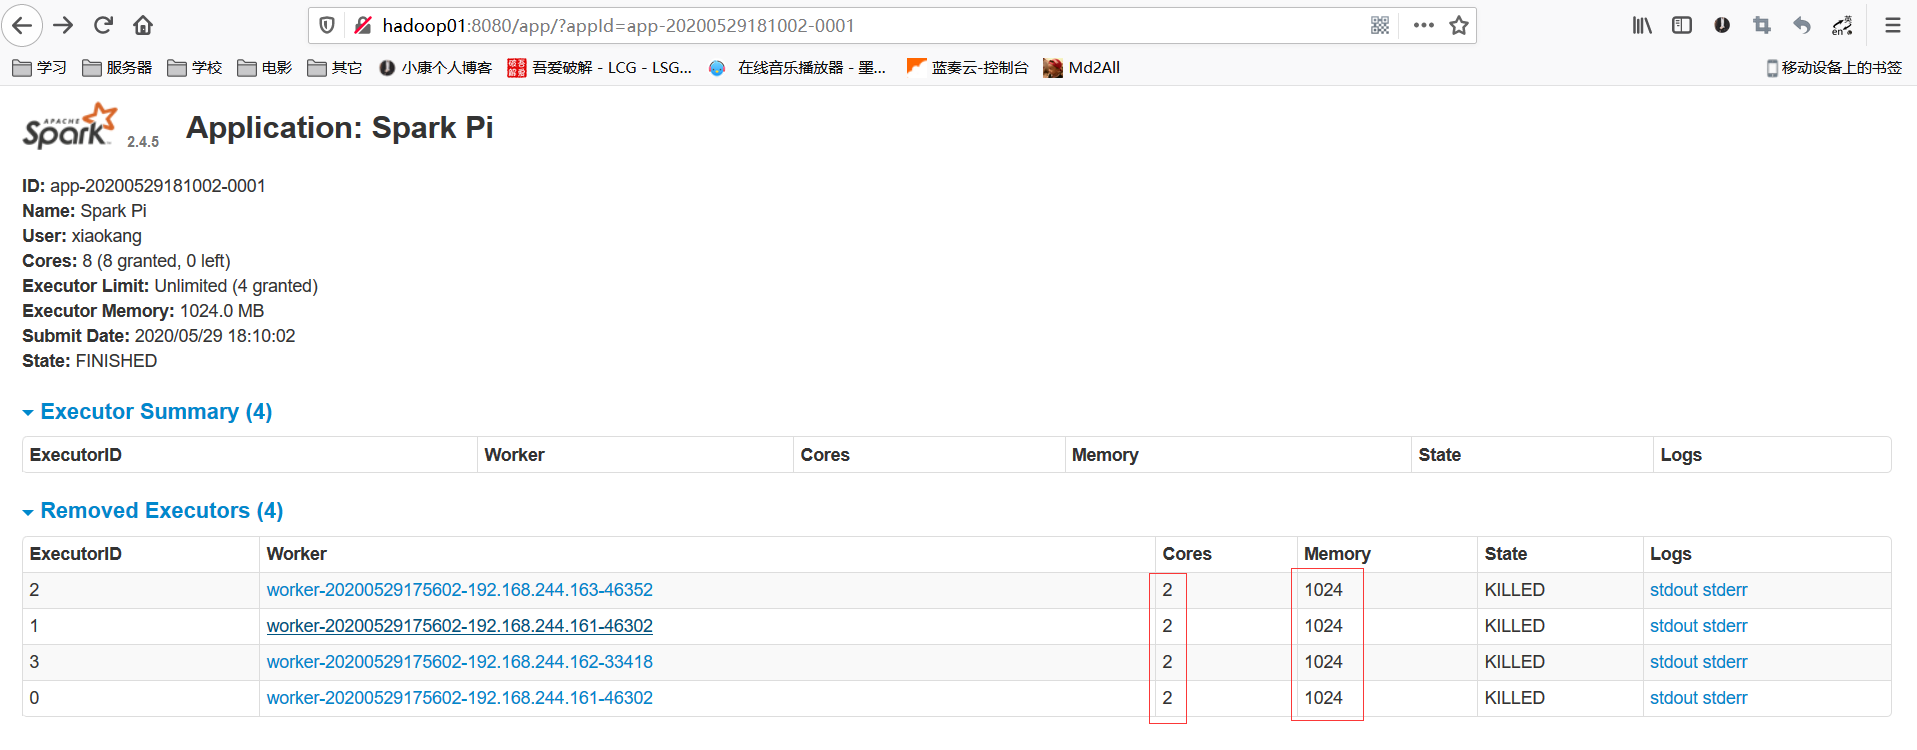 hadoop01:8080/app/?appId=app-20200529181002-0001
学习 服务器 学校 电影 其它 小康个人博客 吾爱破解 - LCG - LSG... 在线音乐播放器 - 墨... 蓝奏云-控制台 Md2All 移动设备上的书签
APACHE Spark 2.4.5 Application: Spark Pi
ID: app-20200529181002-0001
Name: Spark Pi
User: xiaokang
Cores: 8 (8 granted, 0 left)
Executor Limit: Unlimited (4 granted)
Executor Memory: 1024.0 MB
Submit Date: 2020/05/29 18:10:02
State: FINISHED
Executor Summary (4)
ExecutorID Worker Cores Memory State Logs
Removed Executors (4)
ExecutorID Worker Cores Memory State Logs
2 worker-20200529175602-192.168.244.163-46352 2 1024 KILLED stdout stderr
1 worker-20200529175602-192.168.244.161-46302 2 1024 KILLED stdout stderr
3 worker-20200529175602-192.168.244.162-33418 2 1024 KILLED stdout stderr
0 worker-20200529175602-192.168.244.161-46302 2 1024 KILLED stdout stderr